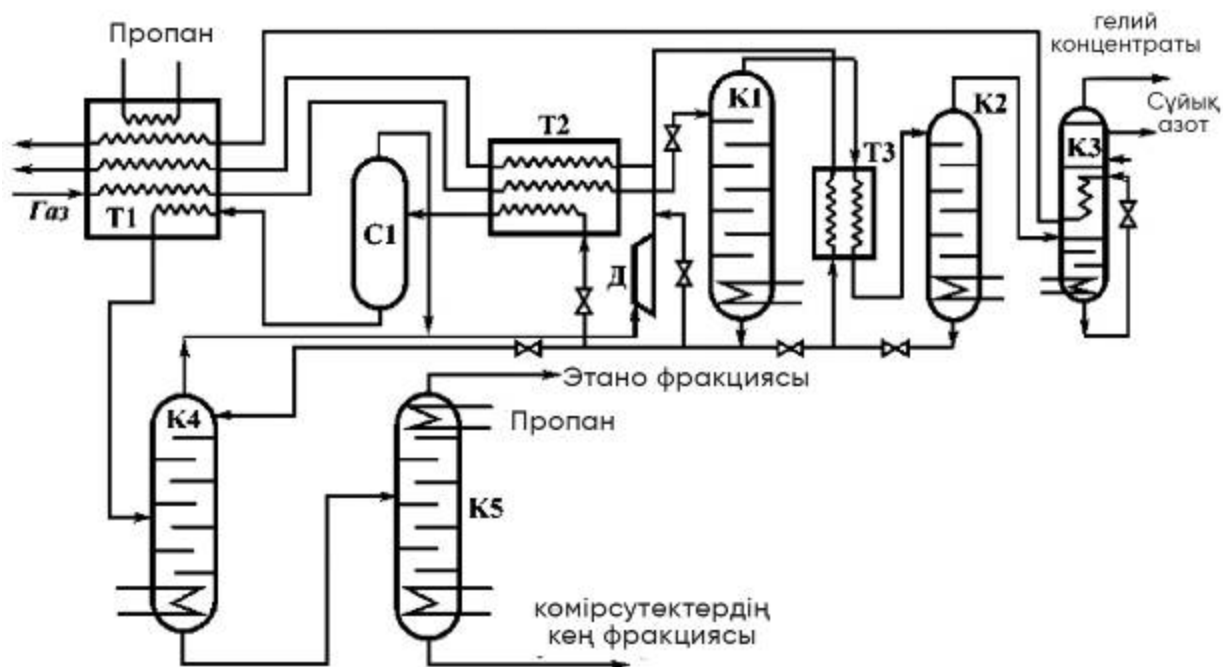 Пропан
гелий
концентраты
Сұйық
азот
К1
К2
К3
Т2
Т3
Газ
Т1
С1
Д
Этано фракциясы
К4
Пропан
К5
көмірсутектердің
кең фракциясы